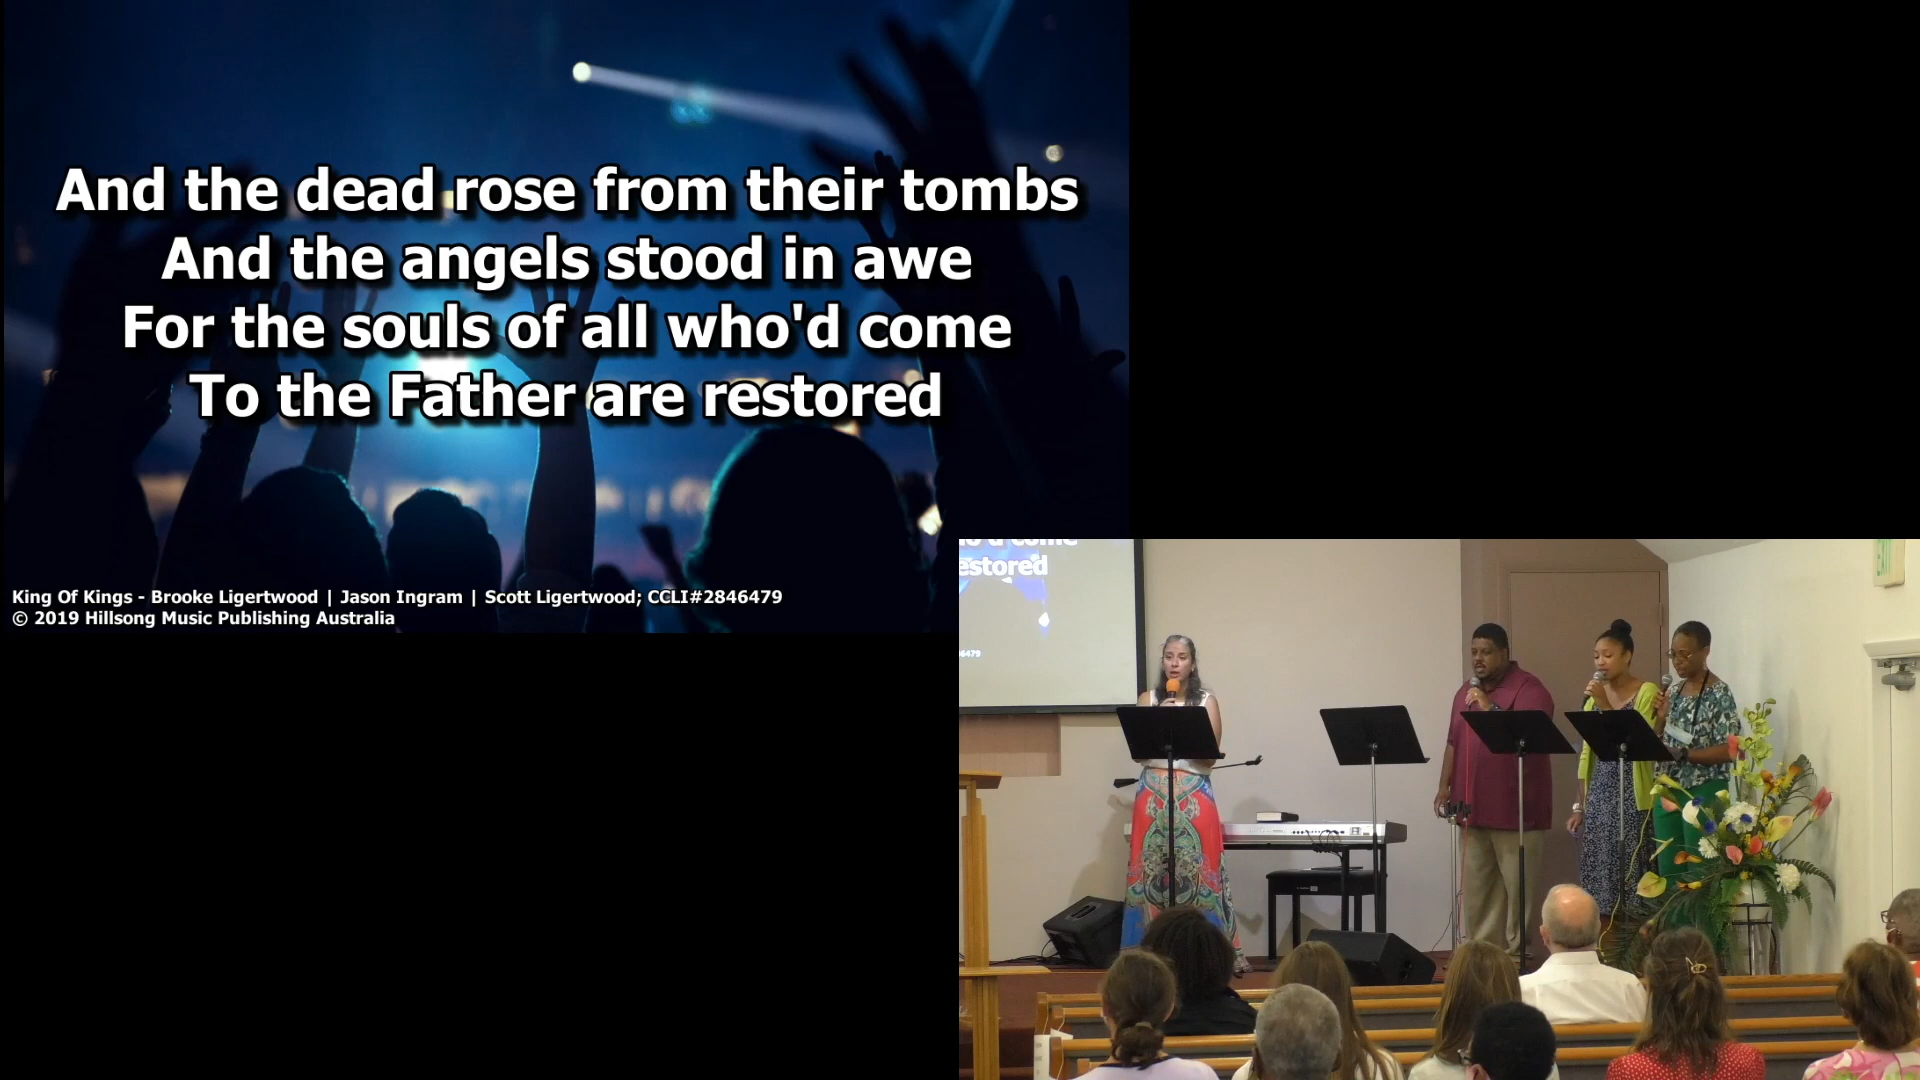 And the dead rose from their tombs
And the angels stood in awe
For the souls of all who'd come
To the Father are restored
King Of Kings - Brooke Ligertwood | Jason Ingram | Scott Ligertwood; CCLI#2846479
© 2019 Hillsong Music Publishing Australia
estored
6479